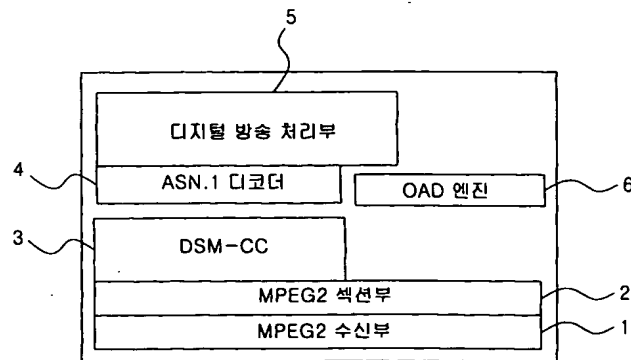 5
디지털 방송 처리부
4
ASN.1 디코더
OAD 엔진
6
3
DSM-CC
MPEG2 섹션부
2
MPEG2 수신부
1